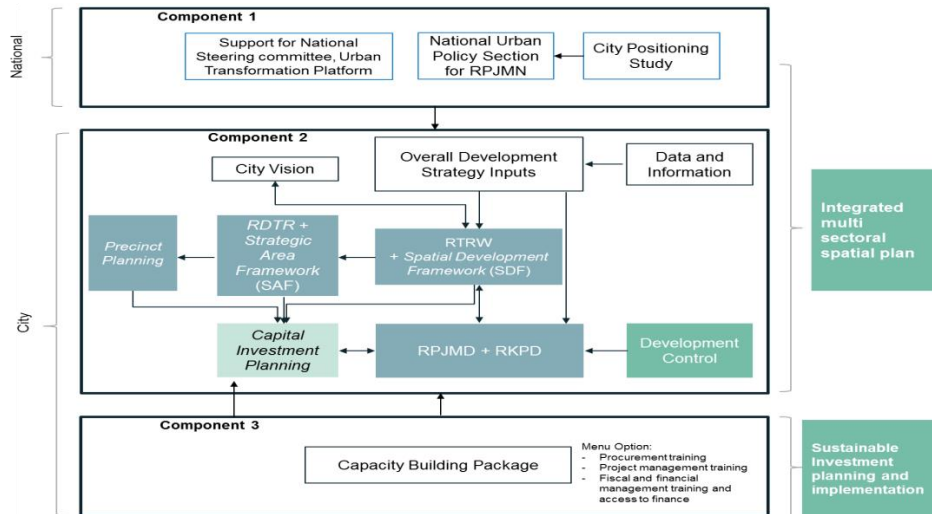 National
Component 1
Support for National
Steering committee, Urban
Transformation Platform
National Urban
Policy Section
for RPJMN
City Positioning
Study
City
Component 2
City Vision
Overall Development
Strategy Inputs
Data and
Information
Precinct
Planning
RDTR +
Strategic
Area
Framework
(SAF)
RTRW
+ Spatial Development
Framework (SDF)
Capital
Investment
Planning
RPJMD + RKPD
Development
Control
Integrated
multi
sectoral
spatial plan
Component 3
Capacity Building Package
Menu Option:
- Procurement training
- Project management training
- Fiscal and financial
management training and
access to finance
Sustainable
Investment
planning and
implementation